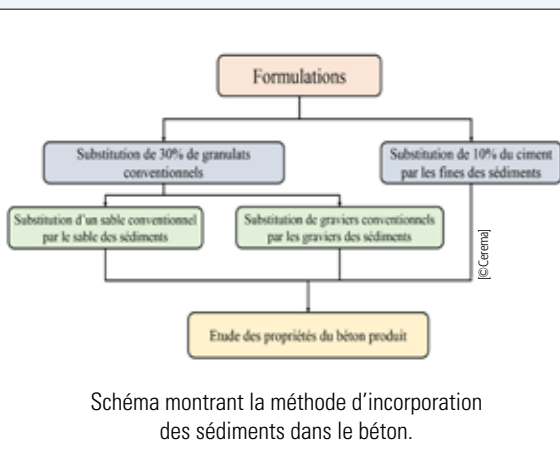 Formulations
Substitution de 30% de granulats
conventionnels
Substitution de 10% du ciment
par les fines des sédiments
Substitution d'un sable conventionnel
par le sable des sédiments
Substitution de graviers conventionnels
par les graviers des sédiments
[©Cerema]
Etude des propriétés du béton produit
Schéma montrant la méthode d'incorporation
des sédiments dans le béton.